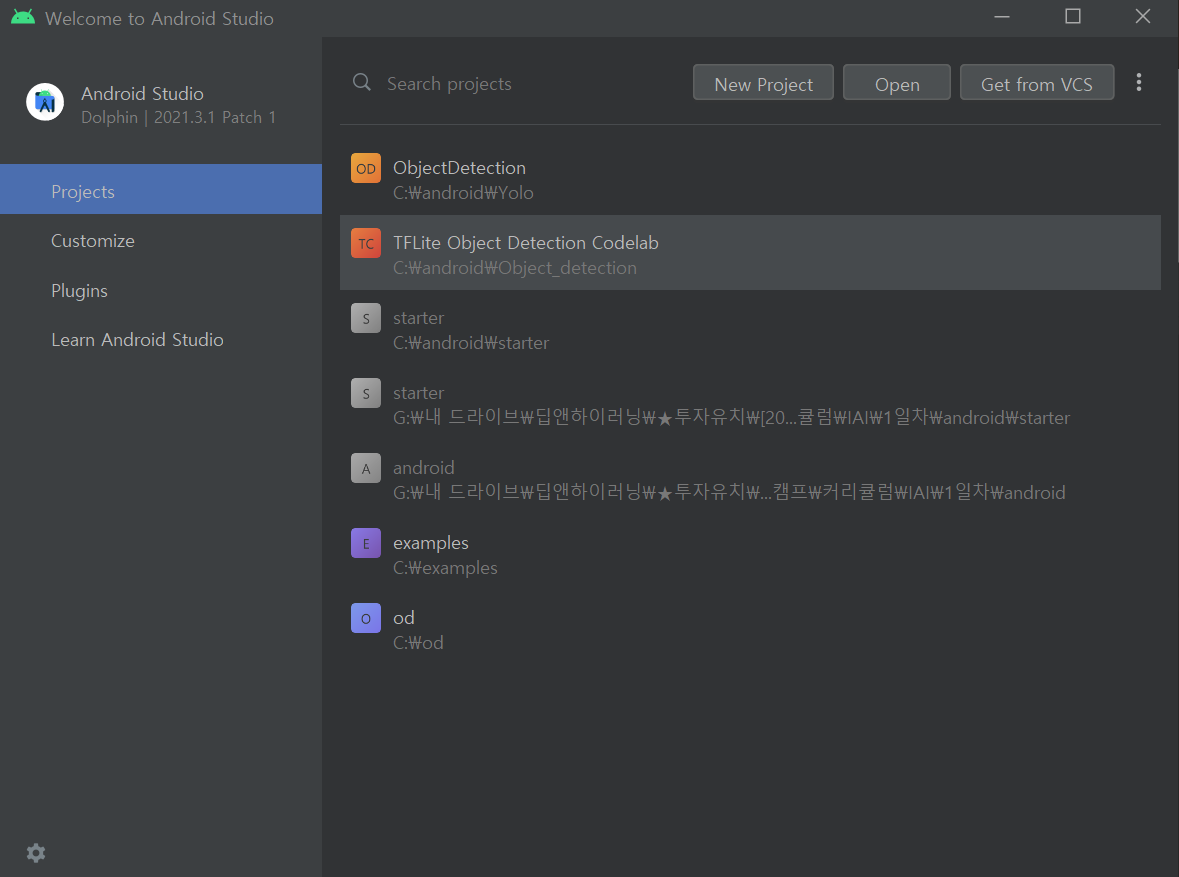 Welcome to Android Studio
Android Studio
Dolphin | 2021.3.1 Patch 1
Projects
Customize
Plugins
Learn Android Studio
Search projects
New Project
Open
Get from VCS
OD
ObjectDetection
C:₩android₩Yolo
TC
TFLite Object Detection Codelab
C:₩android₩Object_detection
S
starter
C:₩android₩starter
S
starter
G:₩내 드라이브₩딥앤하이러닝₩★투자유치₩[20...큘럼₩IAI₩1일차₩android₩starter
A
android
G:₩내 드라이브₩딥앤하이러닝₩★투자유치₩...캠프₩커리큘럼₩IAI₩1일차₩android
E
examples
C:₩examples
O
od
C:₩od